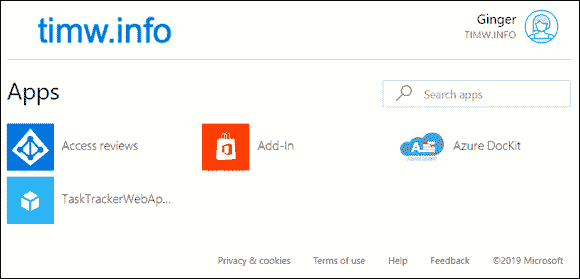 timw.info
Ginger
TIMW.INFO
Apps
Search apps
Access reviews
Add-In
Azure DocKit
TaskTrackerWebAp...
Privacy & cookies Terms of use Help Feedback ©2019 Microsoft